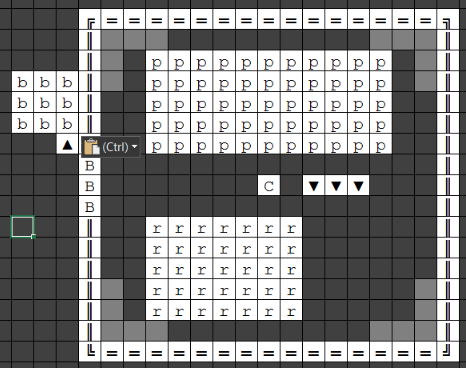 ╔ = = = = = = = = = = = = = = = ╗
║ ║
║ p p p p p p p p p p p ║
b b b ║ p p p p p p p p p p p ║
b b b ║ p p p p p p p p p p p ║
b b b ║ p p p p p p p p p p p ║
▲ (Ctrl) ▾ p p p p p p p p p p p ║
B ║
B C ▼ ▼ ▼ ║
B ║
║ r r r r r r r ║
║ r r r r r r r ║
║ r r r r r r r ║
║ r r r r r r r ║
║ r r r r r r r ║
║ ║
╚ = = = = = = = = = = = = = = = ╝